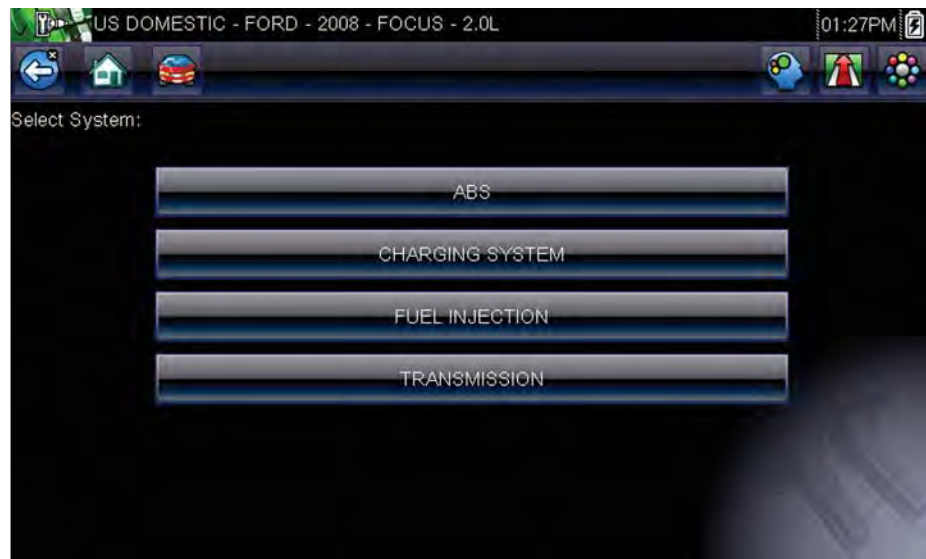 US DOMESTIC - FORD - 2008 - FOCUS - 2.0L 01:27PM
Select System:
ABS
CHARGING SYSTEM
FUEL INJECTION
TRANSMISSION